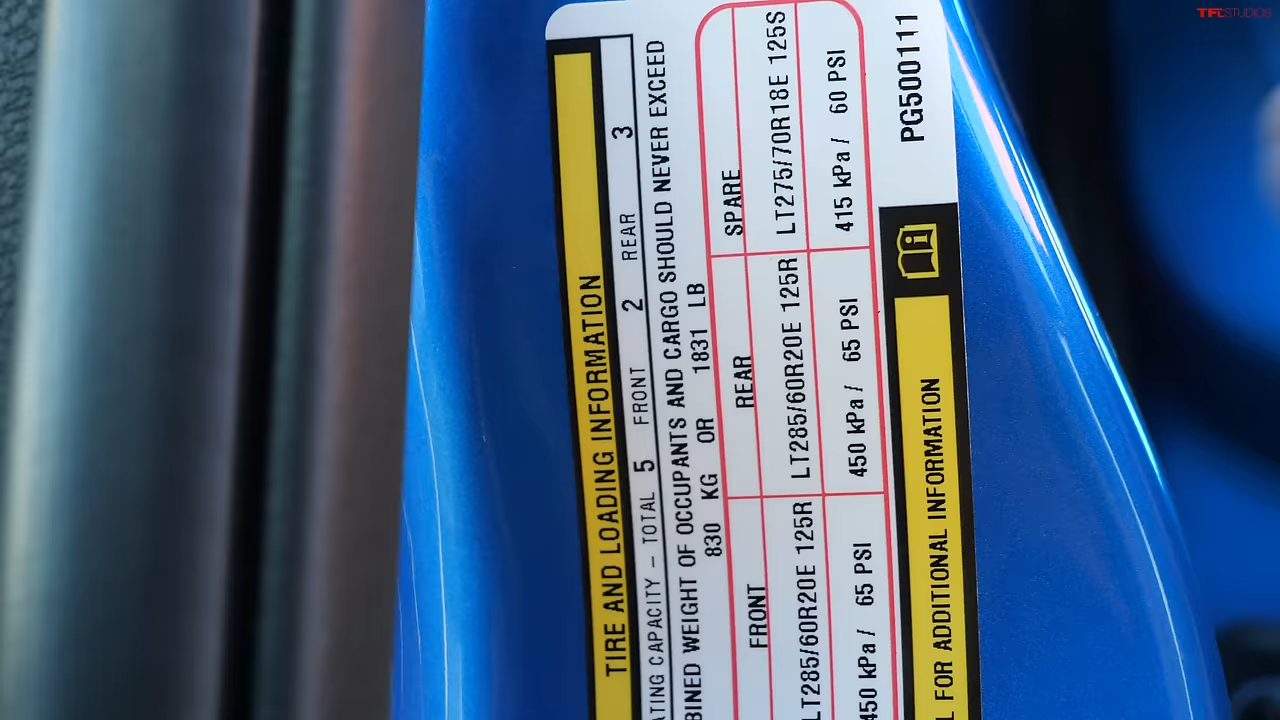 TFLSTUDIOS
TIRE AND LOADING INFORMATION
CAPACITY – TOTAL 5 FRONT 2 REAR 3
WEIGHT OF OCCUPANTS AND CARGO SHOULD NEVER EXCEED
830 KG OR 1831 LB
FRONT REAR SPARE
LT285/60R20E 125R LT285/60R20E 125R LT275/70R18E 125S
450 kPa / 65 PSI 450 kPa / 65 PSI 415 kPa / 60 PSI
FOR ADDITIONAL INFORMATION
PG500111